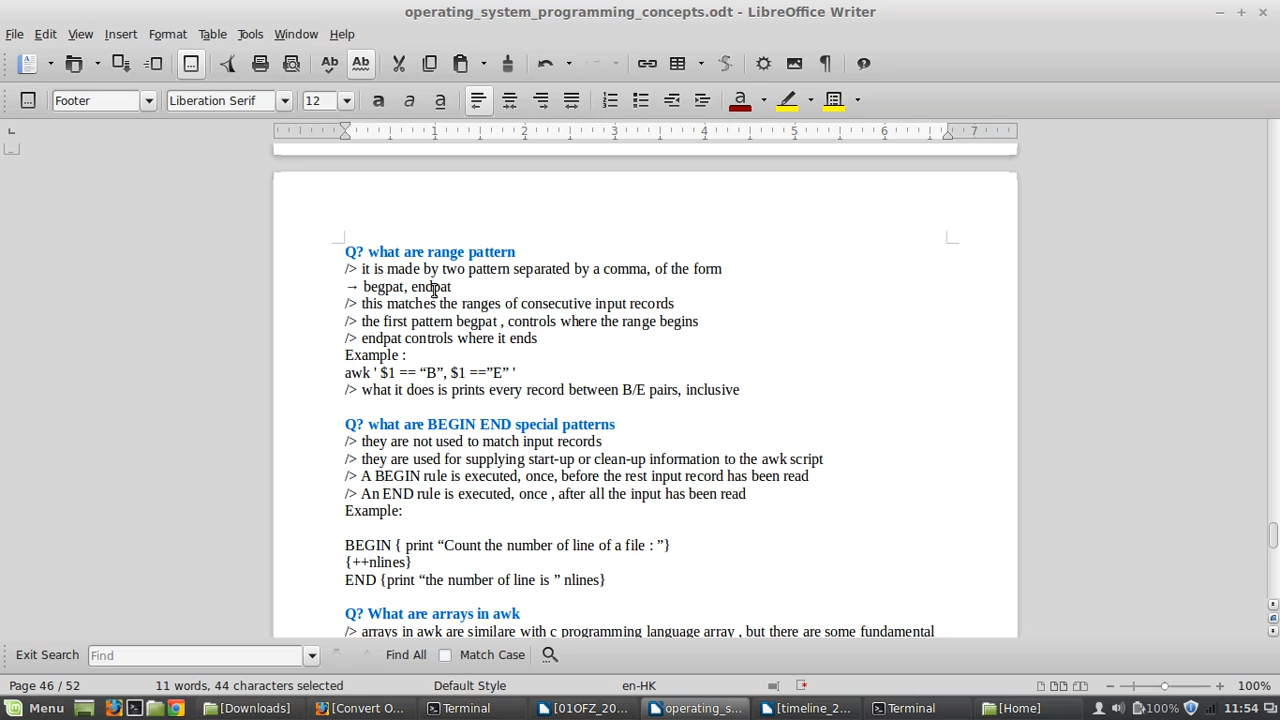 operating_system_programming_concepts.odt - LibreOffice Writer
File Edit View Insert Format Table Tools Window Help
Footer Liberation Serif 12
1 2 3 4 5 6 7
Q? what are range pattern
/> it is made by two pattern separated by a comma, of the form
→ begpat, endpat
/> this matches the ranges of consecutive input records
/> the first pattern begpat , controls where the range begins
/> endpat controls where it ends
Example :
awk ' $1 == “B”, $1 ==”E” '
/> what it does is prints every record between B/E pairs, inclusive
Q? what are BEGIN END special patterns
/> they are not used to match input records
/> they are used for supplying start-up or clean-up information to the awk script
/> A BEGIN rule is executed, once, before the rest input record has been read
/> An END rule is executed, once , after all the input has been read
Example:
BEGIN { print “Count the number of line of a file : ”}
{++nlines}
END {print “the number of line is ” nlines}
Q? What are arrays in awk
/> arrays in awk are similare with c programming language array , but there are some fundamental
Exit Search Find Find All Match Case
Page 46 / 52 11 words, 44 characters selected Default Style en-HK 100%
Menu [Downloads] [Convert O... Terminal [01OFZ_20... operating_s... [timeline_2... Terminal [Home] 100% 11:54